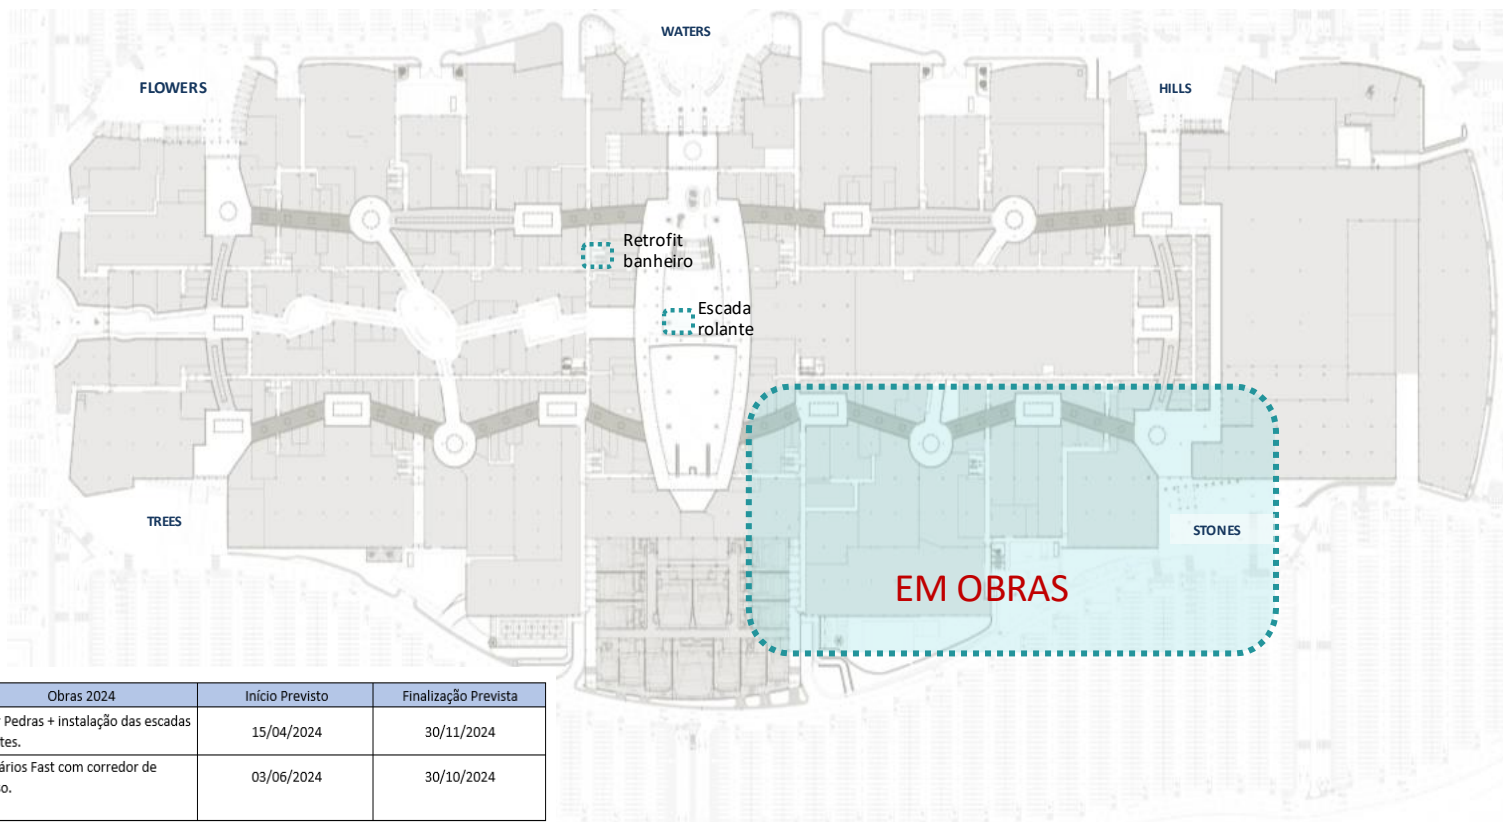 WATERS
FLOWERS
HILLS
Retrofit
banheiro
Escada
rolante
TREES
STONES
EM OBRAS
Obras 2024 Início Previsto Finalização Prevista
Pedras + instalação das escadas
tes. 15/04/2024 30/11/2024
ários Fast com corredor de
o. 03/06/2024 30/10/2024